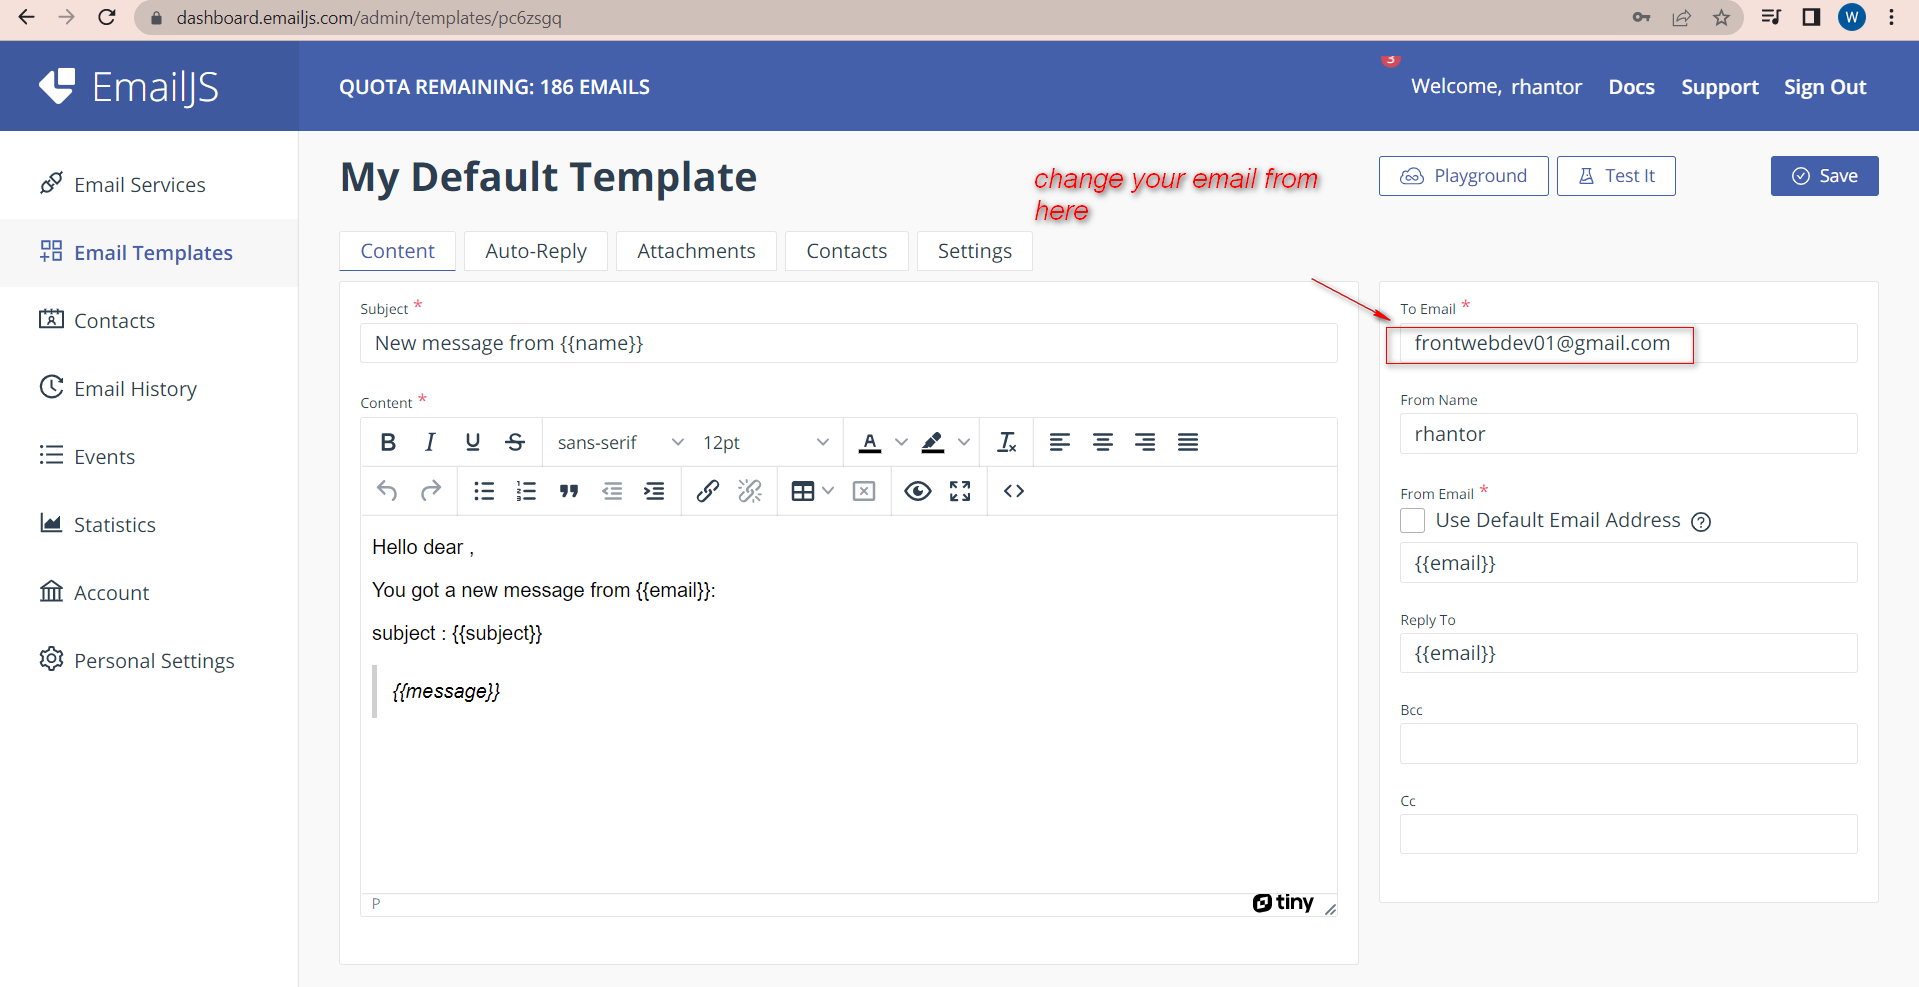 dashboard.emailjs.com/admin/templates/pc6zsgq
W
EmailJS
QUOTA REMAINING: 186 EMAILS
3
Welcome, rhantor
Docs
Support
Sign Out
Email Services
Email Templates
Contacts
Email History
Events
Statistics
Account
Personal Settings
My Default Template
change your email from
here
Playground
Test It
Save
Content
Auto-Reply
Attachments
Contacts
Settings
Subject *
New message from {{name}}
Content *
B I U S sans-serif 12pt A
Hello dear ,
You got a new message from {{email}}:
subject : {{subject}}
{{message}}
P
tiny
To Email *
frontwebdev01@gmail.com
From Name
rhantor
From Email *
Use Default Email Address ?
{{email}}
Reply To
{{email}}
Bcc
Cc